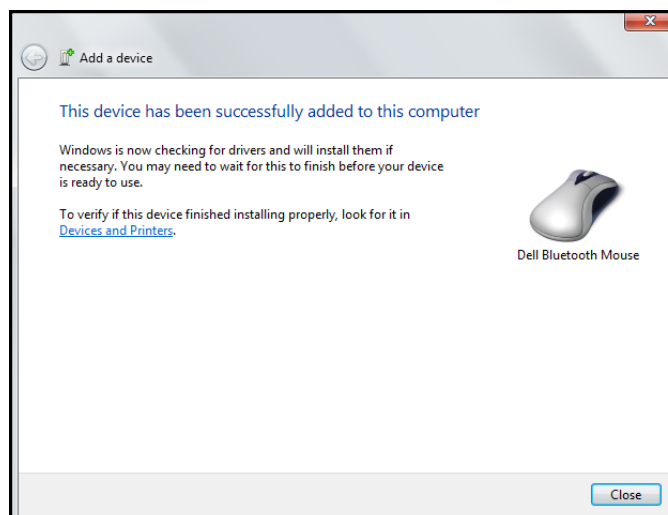 Add a device
This device has been successfully added to this computer
Windows is now checking for drivers and will install them if
necessary. You may need to wait for this to finish before your device
is ready to use.
To verify if this device finished installing properly, look for it in
Devices and Printers.
Dell Bluetooth Mouse
Close